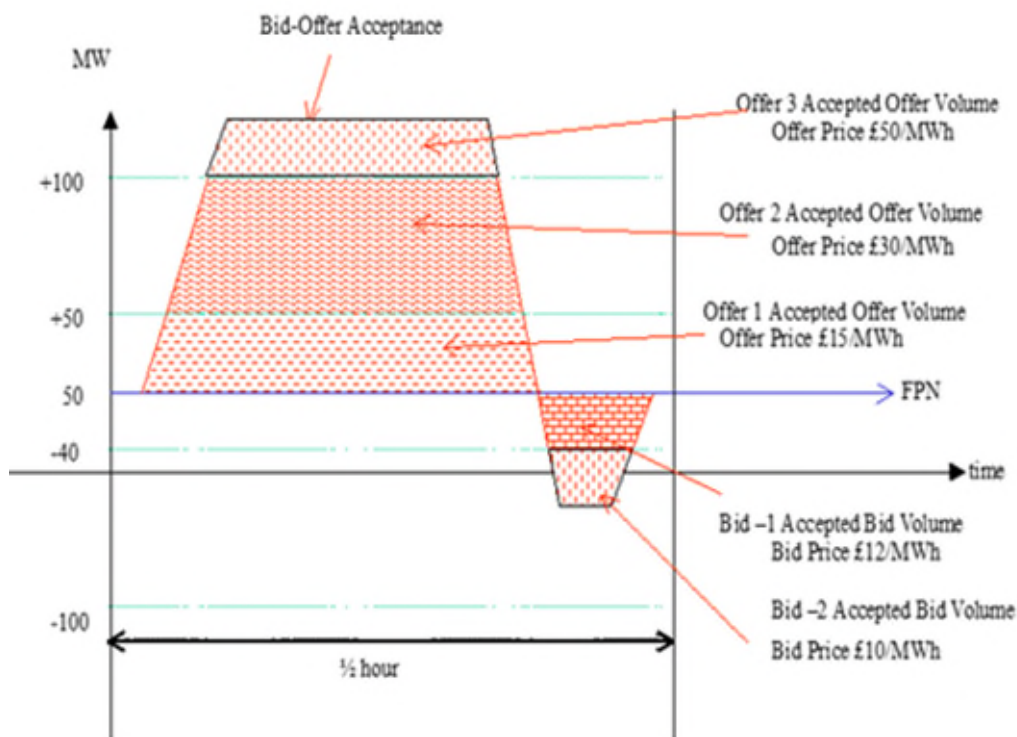 Bid-Offer Acceptance
MW
Offer 3 Accepted Offer Volume
Offer Price £50/MWh
+100
Offer 2 Accepted Offer Volume
Offer Price £30/MWh
+50
Offer 1 Accepted Offer Volume
Offer Price £15/MWh
50
FPN
-40
time
Bid –1 Accepted Bid Volume
Bid Price £12/MWh
Bid –2 Accepted Bid Volume
-100
Bid Price £10/MWh
½ hour